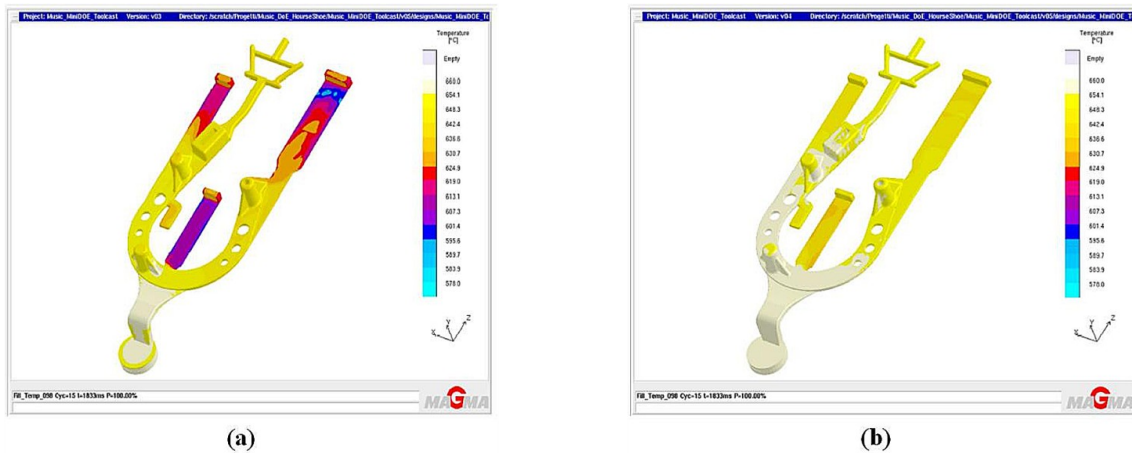 Project: Music_MiniDOE_Toolcast Version: v03 Directory: /scratch/Progetti/Music_DoE_HourseShoe/Music_MiniDOE_Toolcast/v05/designs/Music_MiniDOE_To
Temperature
[°C]
Empty
660.0
654.1
648.3
642.4
636.6
630.7
624.9
619.0
613.1
607.3
601.4
595.6
589.7
583.9
578.0
X Y Z
Fill_Temp_098 Cyc=15 t=1833ms P=100.00%
MAGMA
(a)
Project: Music_MiniDOE_Toolcast Version: v04 Directory: /scratch/Progetti/Music_DoE_HourseShoe/Music_MiniDOE_Toolcast/v05/designs/Music_MiniDOE_To
Temperature
[°C]
Empty
660.0
654.1
648.3
642.4
636.6
630.7
624.9
619.0
613.1
607.3
601.4
595.6
589.7
583.9
578.0
X Y Z
Fill_Temp_098 Cyc=15 t=1833ms P=100.00%
MAGMA
(b)